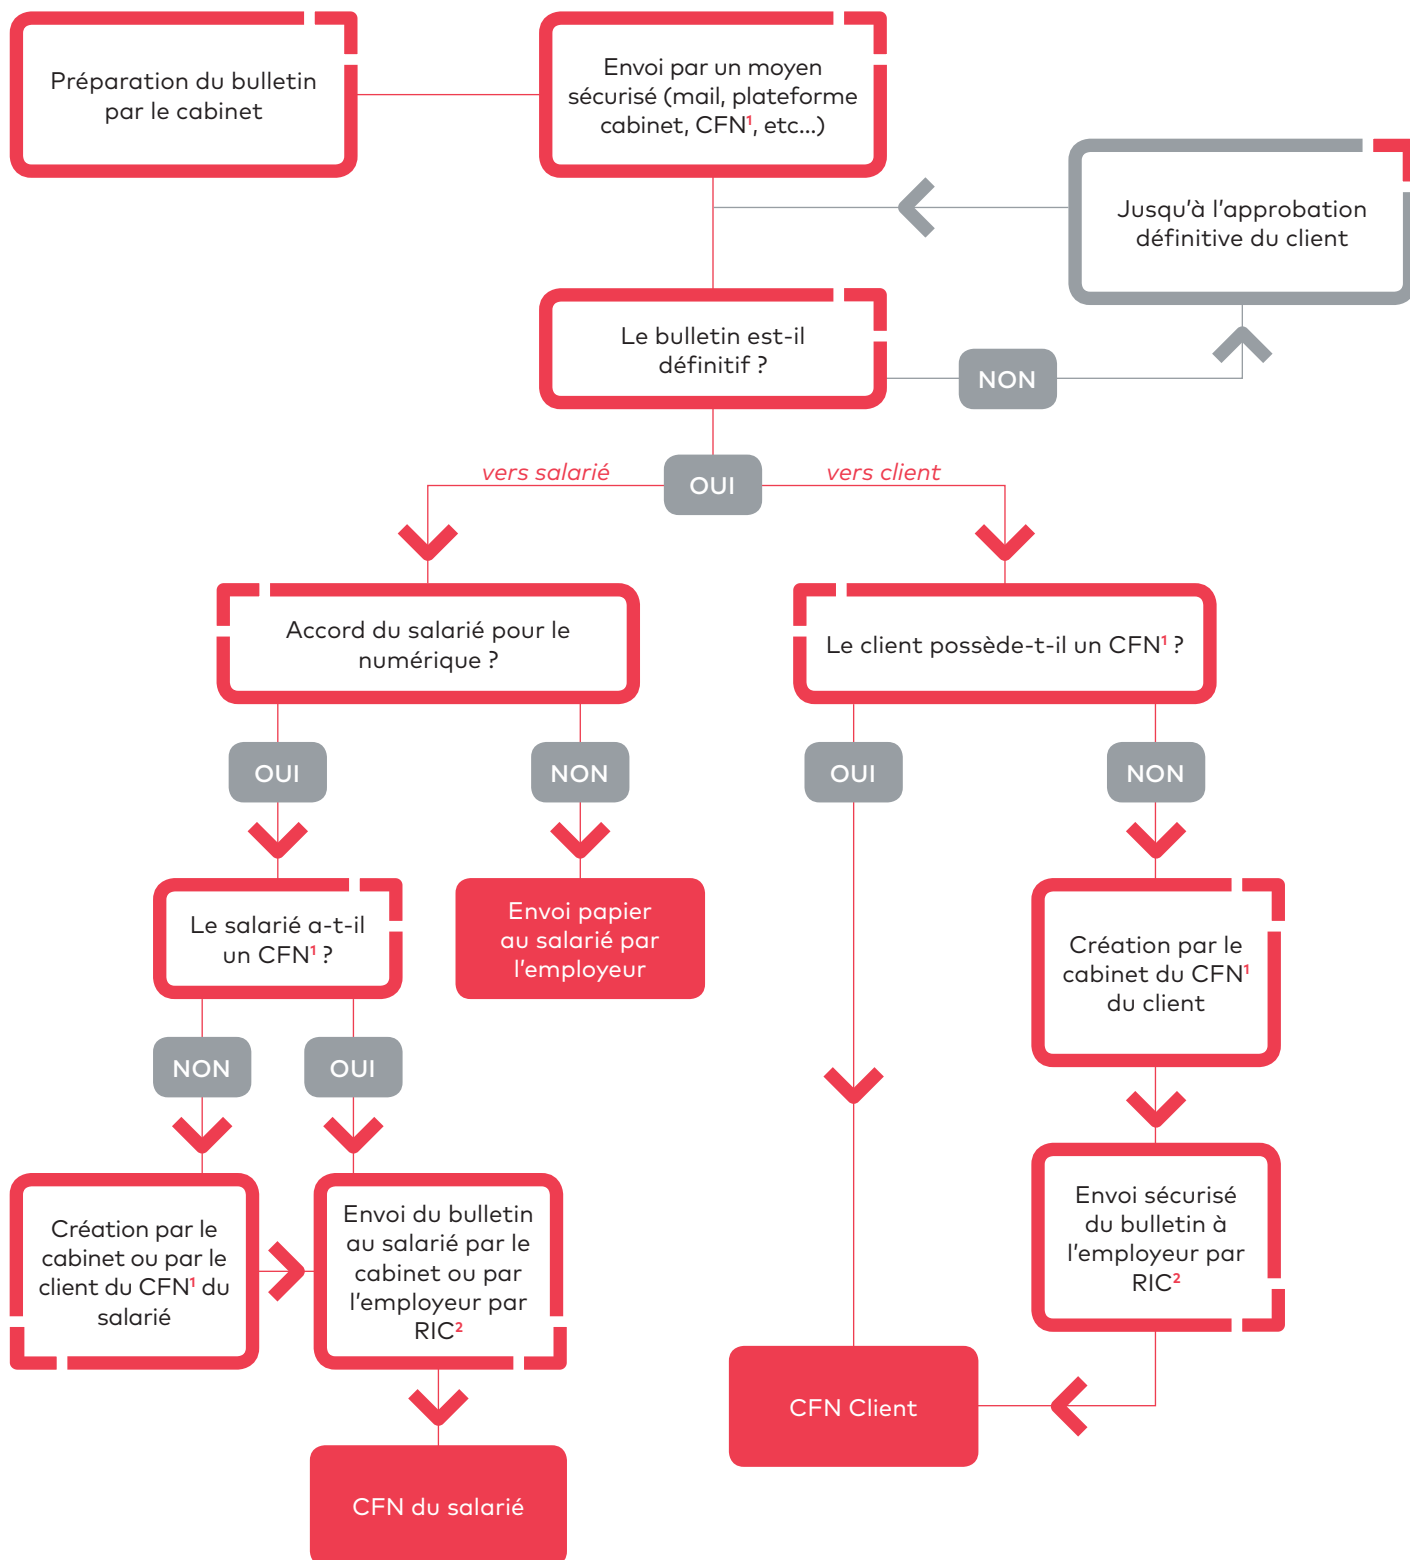 Préparation du bulletin
par le cabinet
Envoi par un moyen
sécurisé (mail, plateforme
cabinet, CFN¹, etc...)
Jusqu'à l'approbation
définitive du client
Le bulletin est-il
définitif ?
NON
vers salarié
OUI
vers client
Accord du salarié pour le
numérique ?
Le client possède-t-il un CFN¹ ?
OUI
NON
OUI
NON
Le salarié a-t-il
un CFN¹ ?
Envoi papier
au salarié par
l'employeur
Création par le
cabinet du CFN¹
du client
NON
OUI
Création par le
cabinet ou par le
client du CFN¹ du
salarié
Envoi du bulletin
au salarié par le
cabinet ou par
l'employeur par
RIC²
Envoi sécurisé
du bulletin à
l'employeur par
RIC²
CFN Client
CFN du salarié